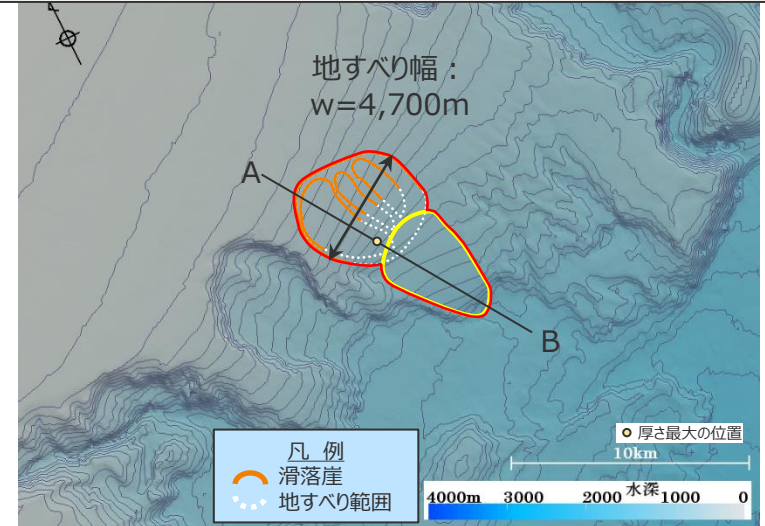 地すべり幅：
w=4,700m
A
B
凡 例
滑落崖
地すべり範囲
厚さ最大の位置
10km
4000m 3000 2000 水深 1000 0